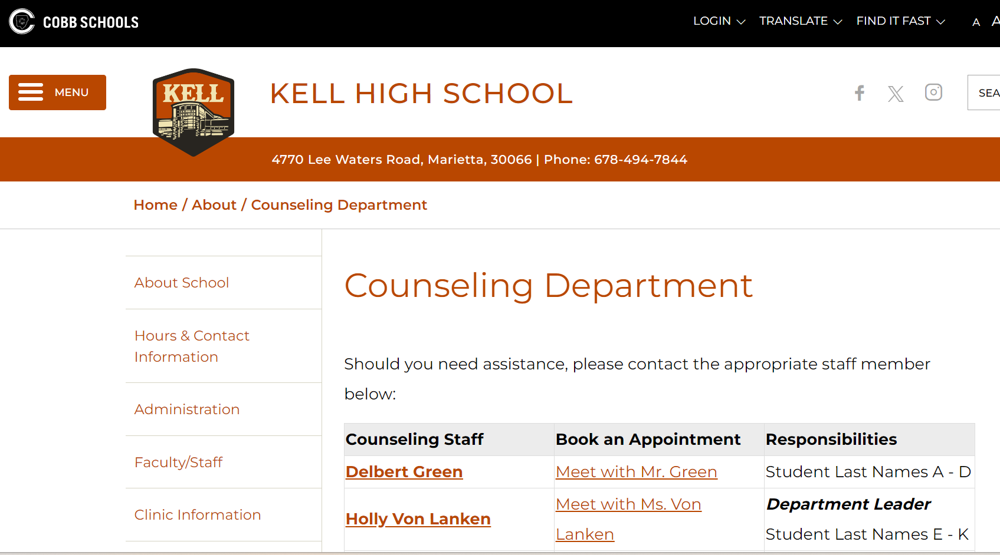 COBB SCHOOLS
LOGIN TRANSLATE FIND IT FAST A A
MENU
KELL
KELL HIGH SCHOOL
SEA
4770 Lee Waters Road, Marietta, 30066 | Phone: 678-494-7844
Home / About / Counseling Department
About School
Hours & Contact
Information
Administration
Faculty/Staff
Clinic Information
Counseling Department
Should you need assistance, please contact the appropriate staff member
below:
Counseling Staff Book an Appointment Responsibilities
Delbert Green Meet with Mr. Green Student Last Names A - D
Holly Von Lanken Meet with Ms. Von
Lanken Department Leader
Student Last Names E - K